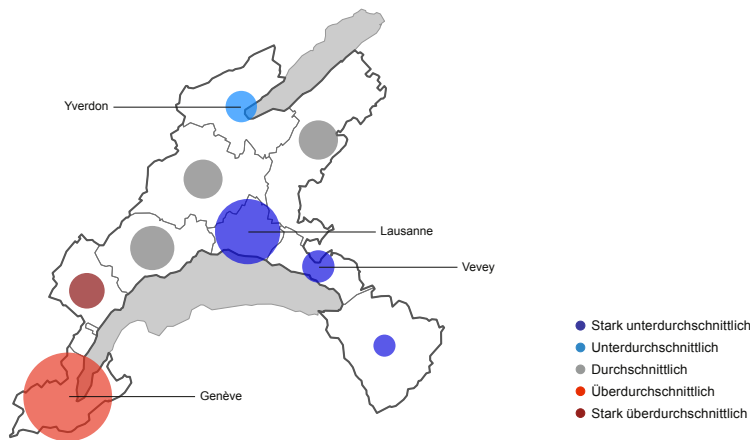 Yverdon
Lausanne
Vevey
Genève
Stark unterdurchschnittlich
Unterdurchschnittlich
Durchschnittlich
Überdurchschnittlich
Stark überdurchschnittlich